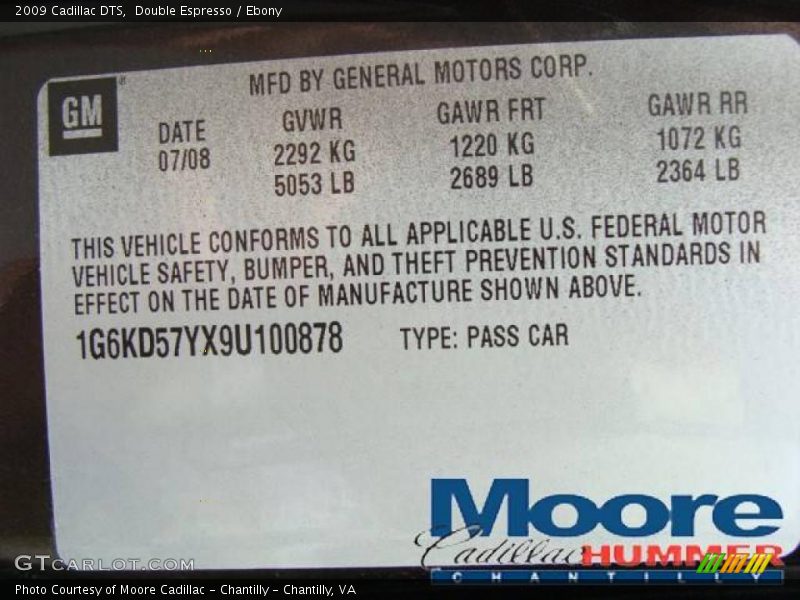 2009 Cadillac DTS,  Double Espresso / Ebony
GM ®
MFD BY GENERAL MOTORS CORP.
DATE GVWR GAWR FRT GAWR RR
07/08 2292 KG 1220 KG 1072 KG
5053 LB 2689 LB 2364 LB
THIS VEHICLE CONFORMS TO ALL APPLICABLE U.S. FEDERAL MOTOR
VEHICLE SAFETY, BUMPER, AND THEFT PREVENTION STANDARDS IN
EFFECT ON THE DATE OF MANUFACTURE SHOWN ABOVE.
1G6KD57YX9U100878 TYPE: PASS CAR
Moore
Cadillac HUMMER
CHANTILLY
GTCARLOT.COM
Photo Courtesy of Moore Cadillac - Chantilly - Chantilly, VA